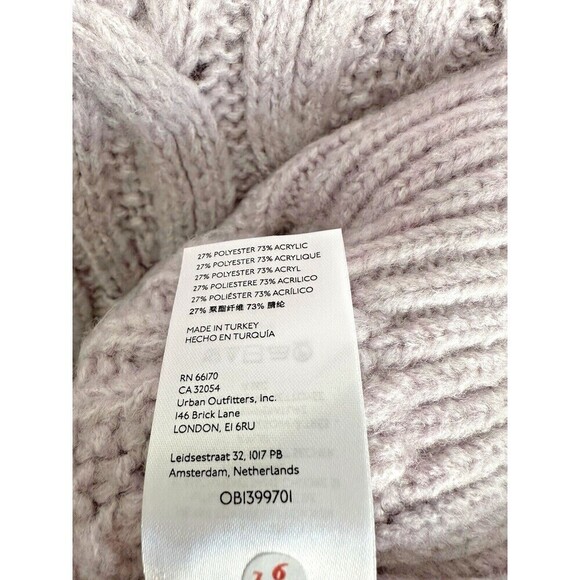 27% POLYESTER 73% ACRYLIC
27% POLYESTER 73% ACRYLIQUE
27% POLYESTER 73% ACRYL
27% POLIESTERE 73% ACRILICO
27% POLIÉSTER 73% ACRÍLICO
27% 聚酯纤维 73% 腈纶
MADE IN TURKEY
HECHO EN TURQUÍA
RN 66170
CA 32054
Urban Outfitters, Inc.
146 Brick Lane
LONDON, E1 6RU
Leidsestraat 32, 1017 PB
Amsterdam, Netherlands
OB1399701